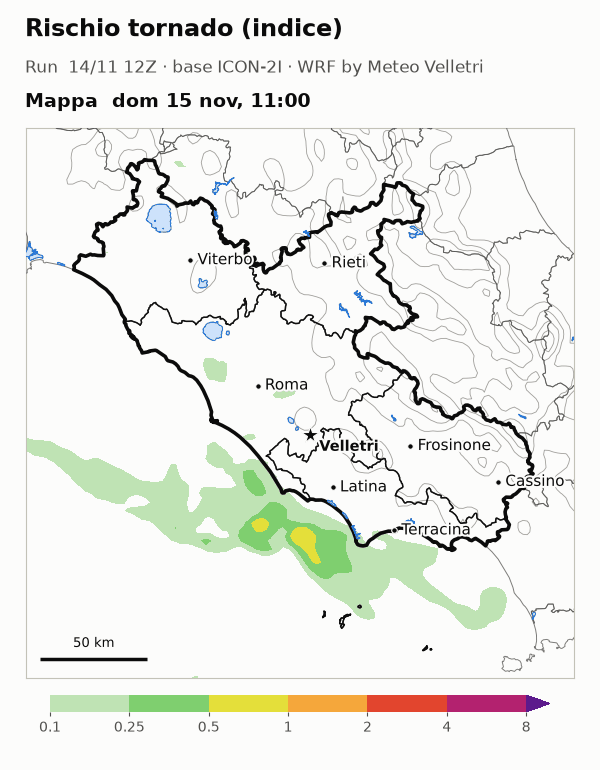 Rischio tornado (indice)
Run  14/11 12Z · base ICON-2I · WRF by Meteo Velletri
Mappa  dom 15 nov, 11:00
Viterbo
Rieti
Roma
Velletri
Frosinone
Latina
Cassino
Terracina
50 km
0.1 0.25 0.5 1 2 4 8